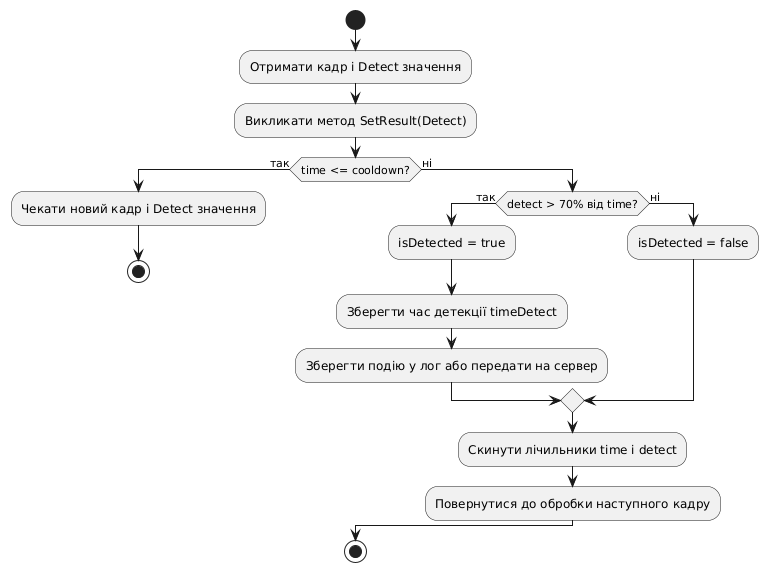 Отримати кадр і Detect значення
Викликати метод SetResult(Detect)
так
time <= cooldown?
ні
Чекати новий кадр і Detect значення
так
detect > 70% від time?
ні
isDetected = true
isDetected = false
Зберегти час детекції timeDetect
Зберегти подію у лог або передати на сервер
Скинути лічильники time і detect
Повернутися до обробки наступного кадру